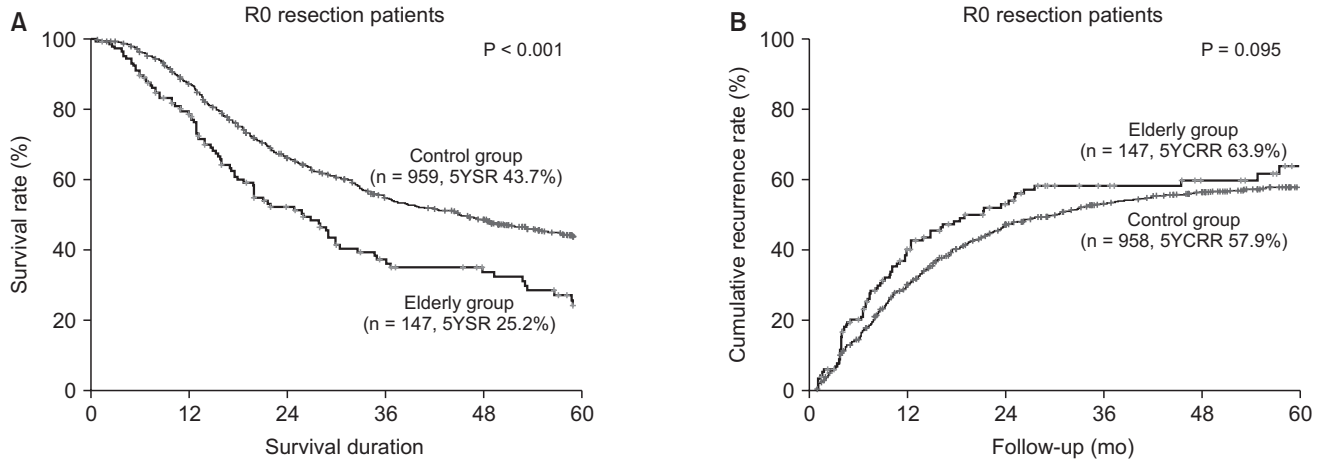 A
R0 resection patients
P < 0.001
Survival rate (%)
100
80
60
40
20
0
Control group
(n = 959, 5YSR 43.7%)
Elderly group
(n = 147, 5YSR 25.2%)
0 12 24 36 48 60
Survival duration
B
R0 resection patients
P = 0.095
Cumulative recurrence rate (%)
100
80
60
40
20
0
Elderly group
(n = 147, 5YCRR 63.9%)
Control group
(n = 958, 5YCRR 57.9%)
0 12 24 36 48 60
Follow-up (mo)